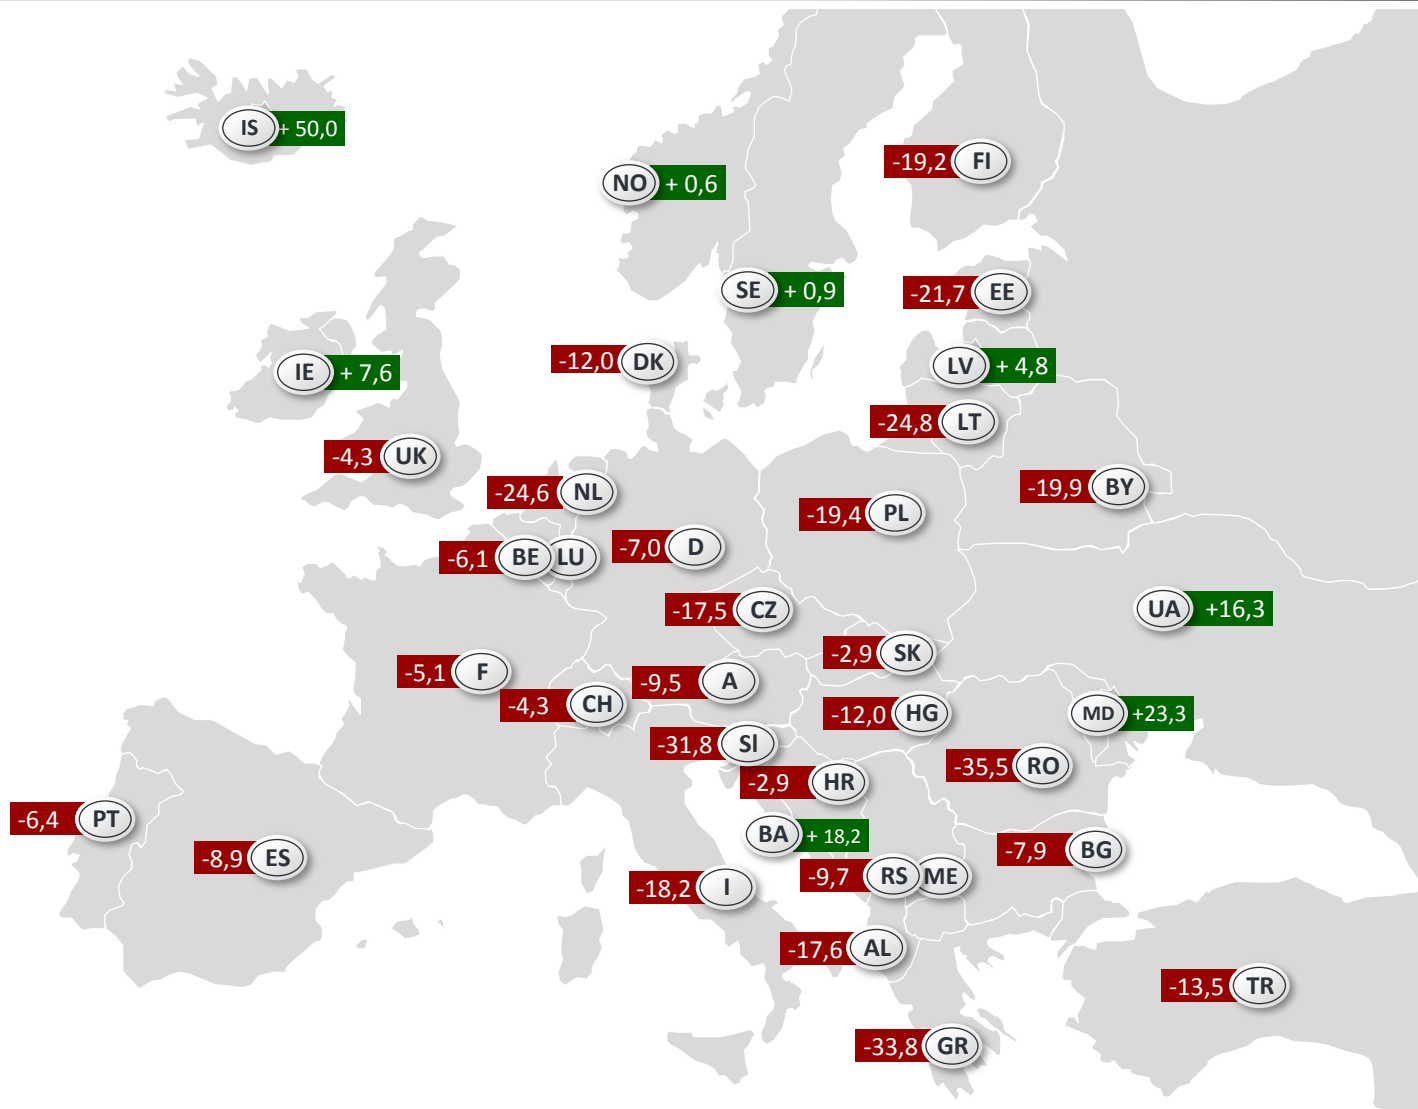 IS + 50,0
-19,2 FI
NO + 0,6
SE + 0,9
-21,7 EE
-12,0 DK
IE + 7,6
LV + 4,8
-24,8 LT
-4,3 UK
-24,6 NL
-19,9 BY
-19,4 PL
-6,1 BE LU
-7,0 D
-17,5 CZ
UA +16,3
-2,9 SK
-5,1 F
-9,5 A
-4,3 CH
-12,0 HG
MD +23,3
-31,8 SI
-35,5 RO
-2,9 HR
-6,4 PT
BA + 18,2
-7,9 BG
-8,9 ES
-9,7 RS ME
-18,2 I
-17,6 AL
-13,5 TR
-33,8 GR